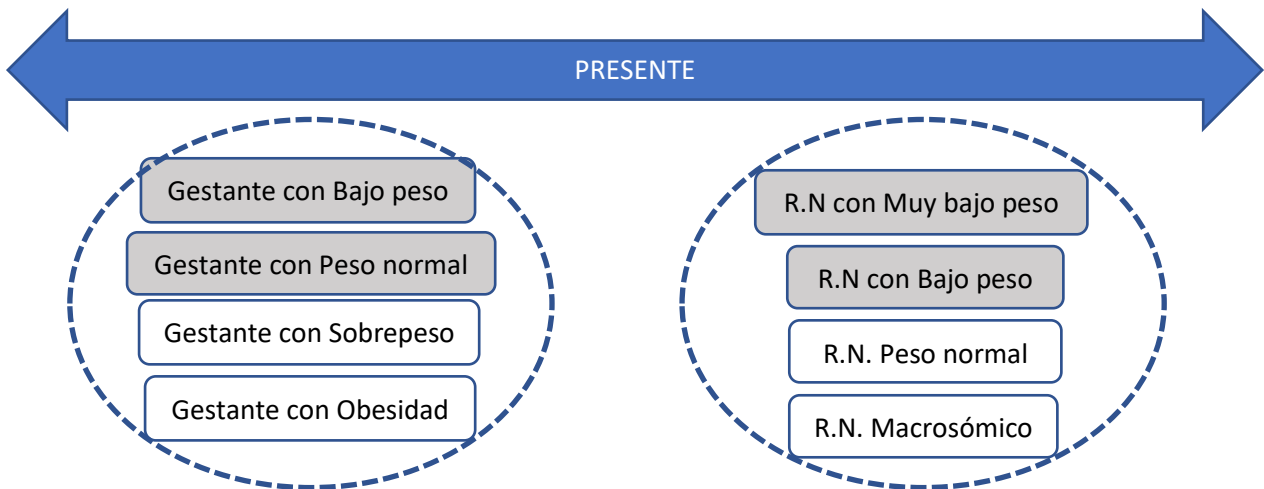 PRESENTE
Gestante con Bajo peso
Gestante con Peso normal
Gestante con Sobrepeso
Gestante con Obesidad
R.N con Muy bajo peso
R.N con Bajo peso
R.N. Peso normal
R.N. Macrosómico